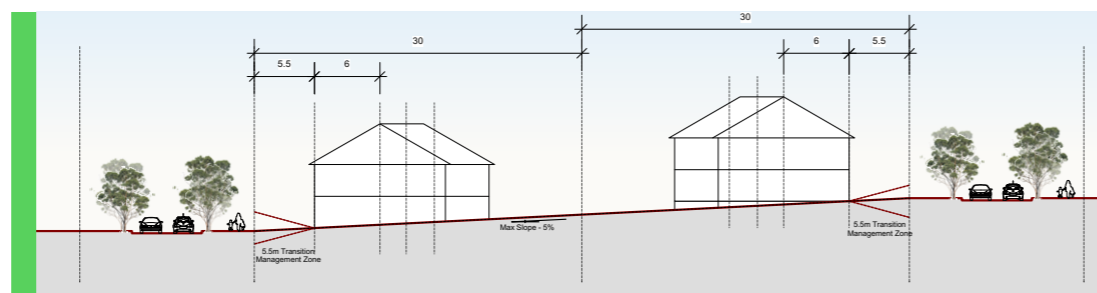 30
30
6
5.5
5.5
6
Max Slope - 5%
5.5m Transition
Management Zone
5.5m Transition
Management Zone